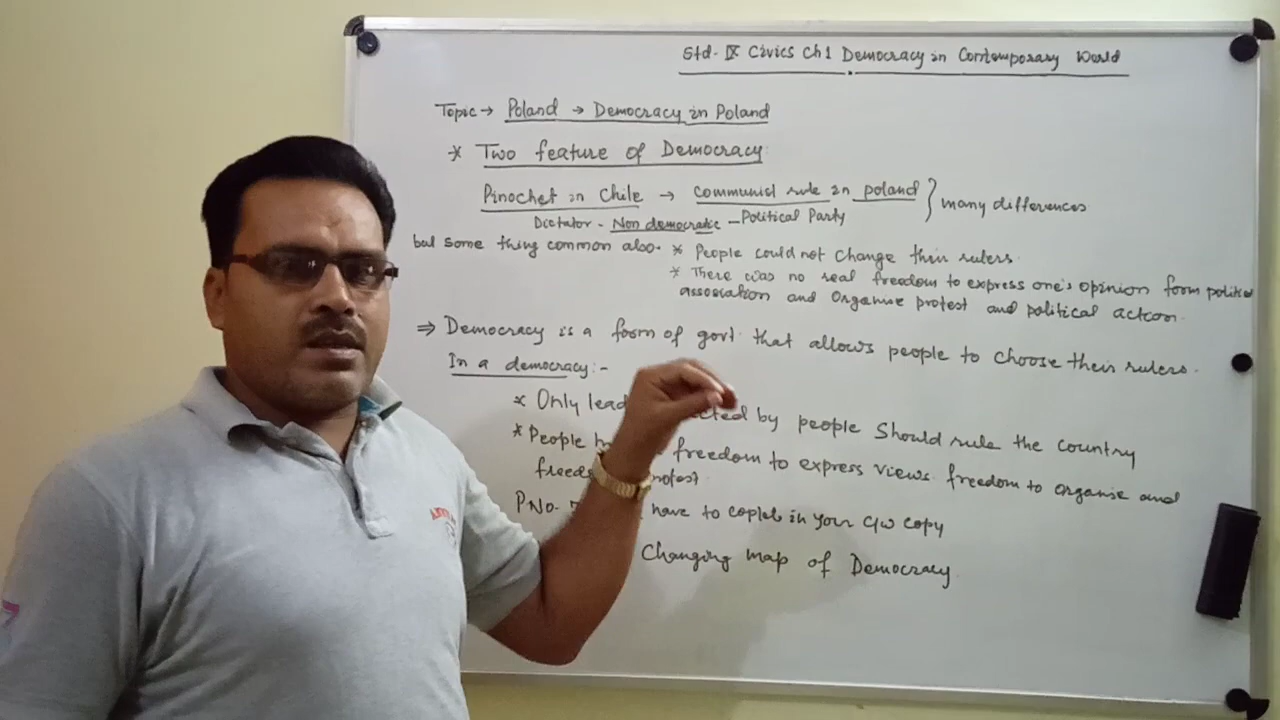 Std- IX Civics Ch1 Democracy in Contemporary World
Topic → Poland → Democracy in Poland
* Two feature of Democracy
Pinochet in Chile → Communist rule in poland } many differences
Dictator - Non democratic - Political Party
but some thing common also. * People could not change their rulers.
* There was no real freedom to express one's opinion form political
association and Organise protest and political action.
⇒ Democracy is a form of govt. that allows people to choose their rulers.
In a democracy:-
* Only by people Should rule the country
* People freedom to express views freedom to organise and
P No. have to in your C/W copy
Changing map of Democracy